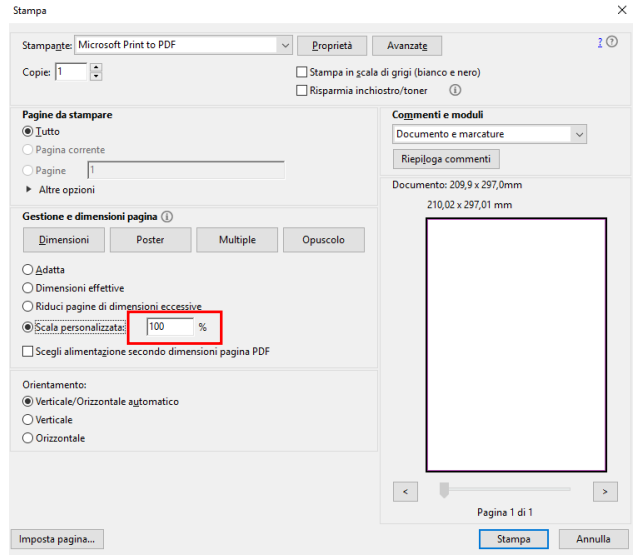 Stampa
Stampante: Microsoft Print to PDF
Proprietà
Avanzate
?
Copie: 1
Stampa in scala di grigi (bianco e nero)
Risparmia inchiostro/toner
Pagine da stampare
Tutto
Pagina corrente
Pagine 1
Altre opzioni
Commenti e moduli
Documento e marcature
Riepiloga commenti
Gestione e dimensioni pagina
Dimensioni
Poster
Multiple
Opuscolo
Adatta
Dimensioni effettive
Riduci pagine di dimensioni eccessive
Scala personalizzata: 100 %
Scegli alimentazione secondo dimensioni pagina PDF
Orientamento:
Verticale/Orizzontale automatico
Verticale
Orizzontale
Documento: 209,9 x 297,0mm
210,02 x 297,01 mm
<
>
Pagina 1 di 1
Imposta pagina...
Stampa
Annulla